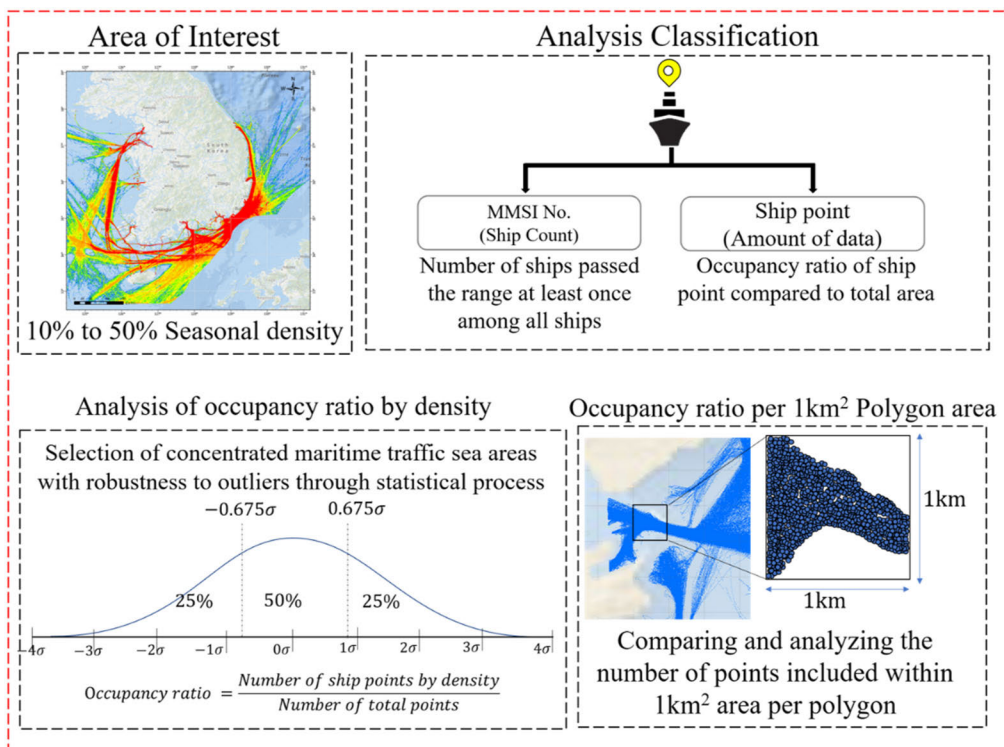 Area of Interest
South
Korea
10% to 50% Seasonal density
Analysis Classification
MMSI No.
(Ship Count)
Number of ships passed
the range at least once
among all ships
Ship point
(Amount of data)
Occupancy ratio of ship
point compared to total area
Analysis of occupancy ratio by density
Selection of concentrated maritime traffic sea areas
with robustness to outliers through statistical process
−0.675σ 0.675σ
25% 50% 25%
−4σ −3σ −2σ −1σ 0σ 1σ 2σ 3σ 4σ
Occupancy ratio = Number of ship points by density
Number of total points
Occupancy ratio per 1km² Polygon area
1km
1km
Comparing and analyzing the
number of points included within
1km² area per polygon